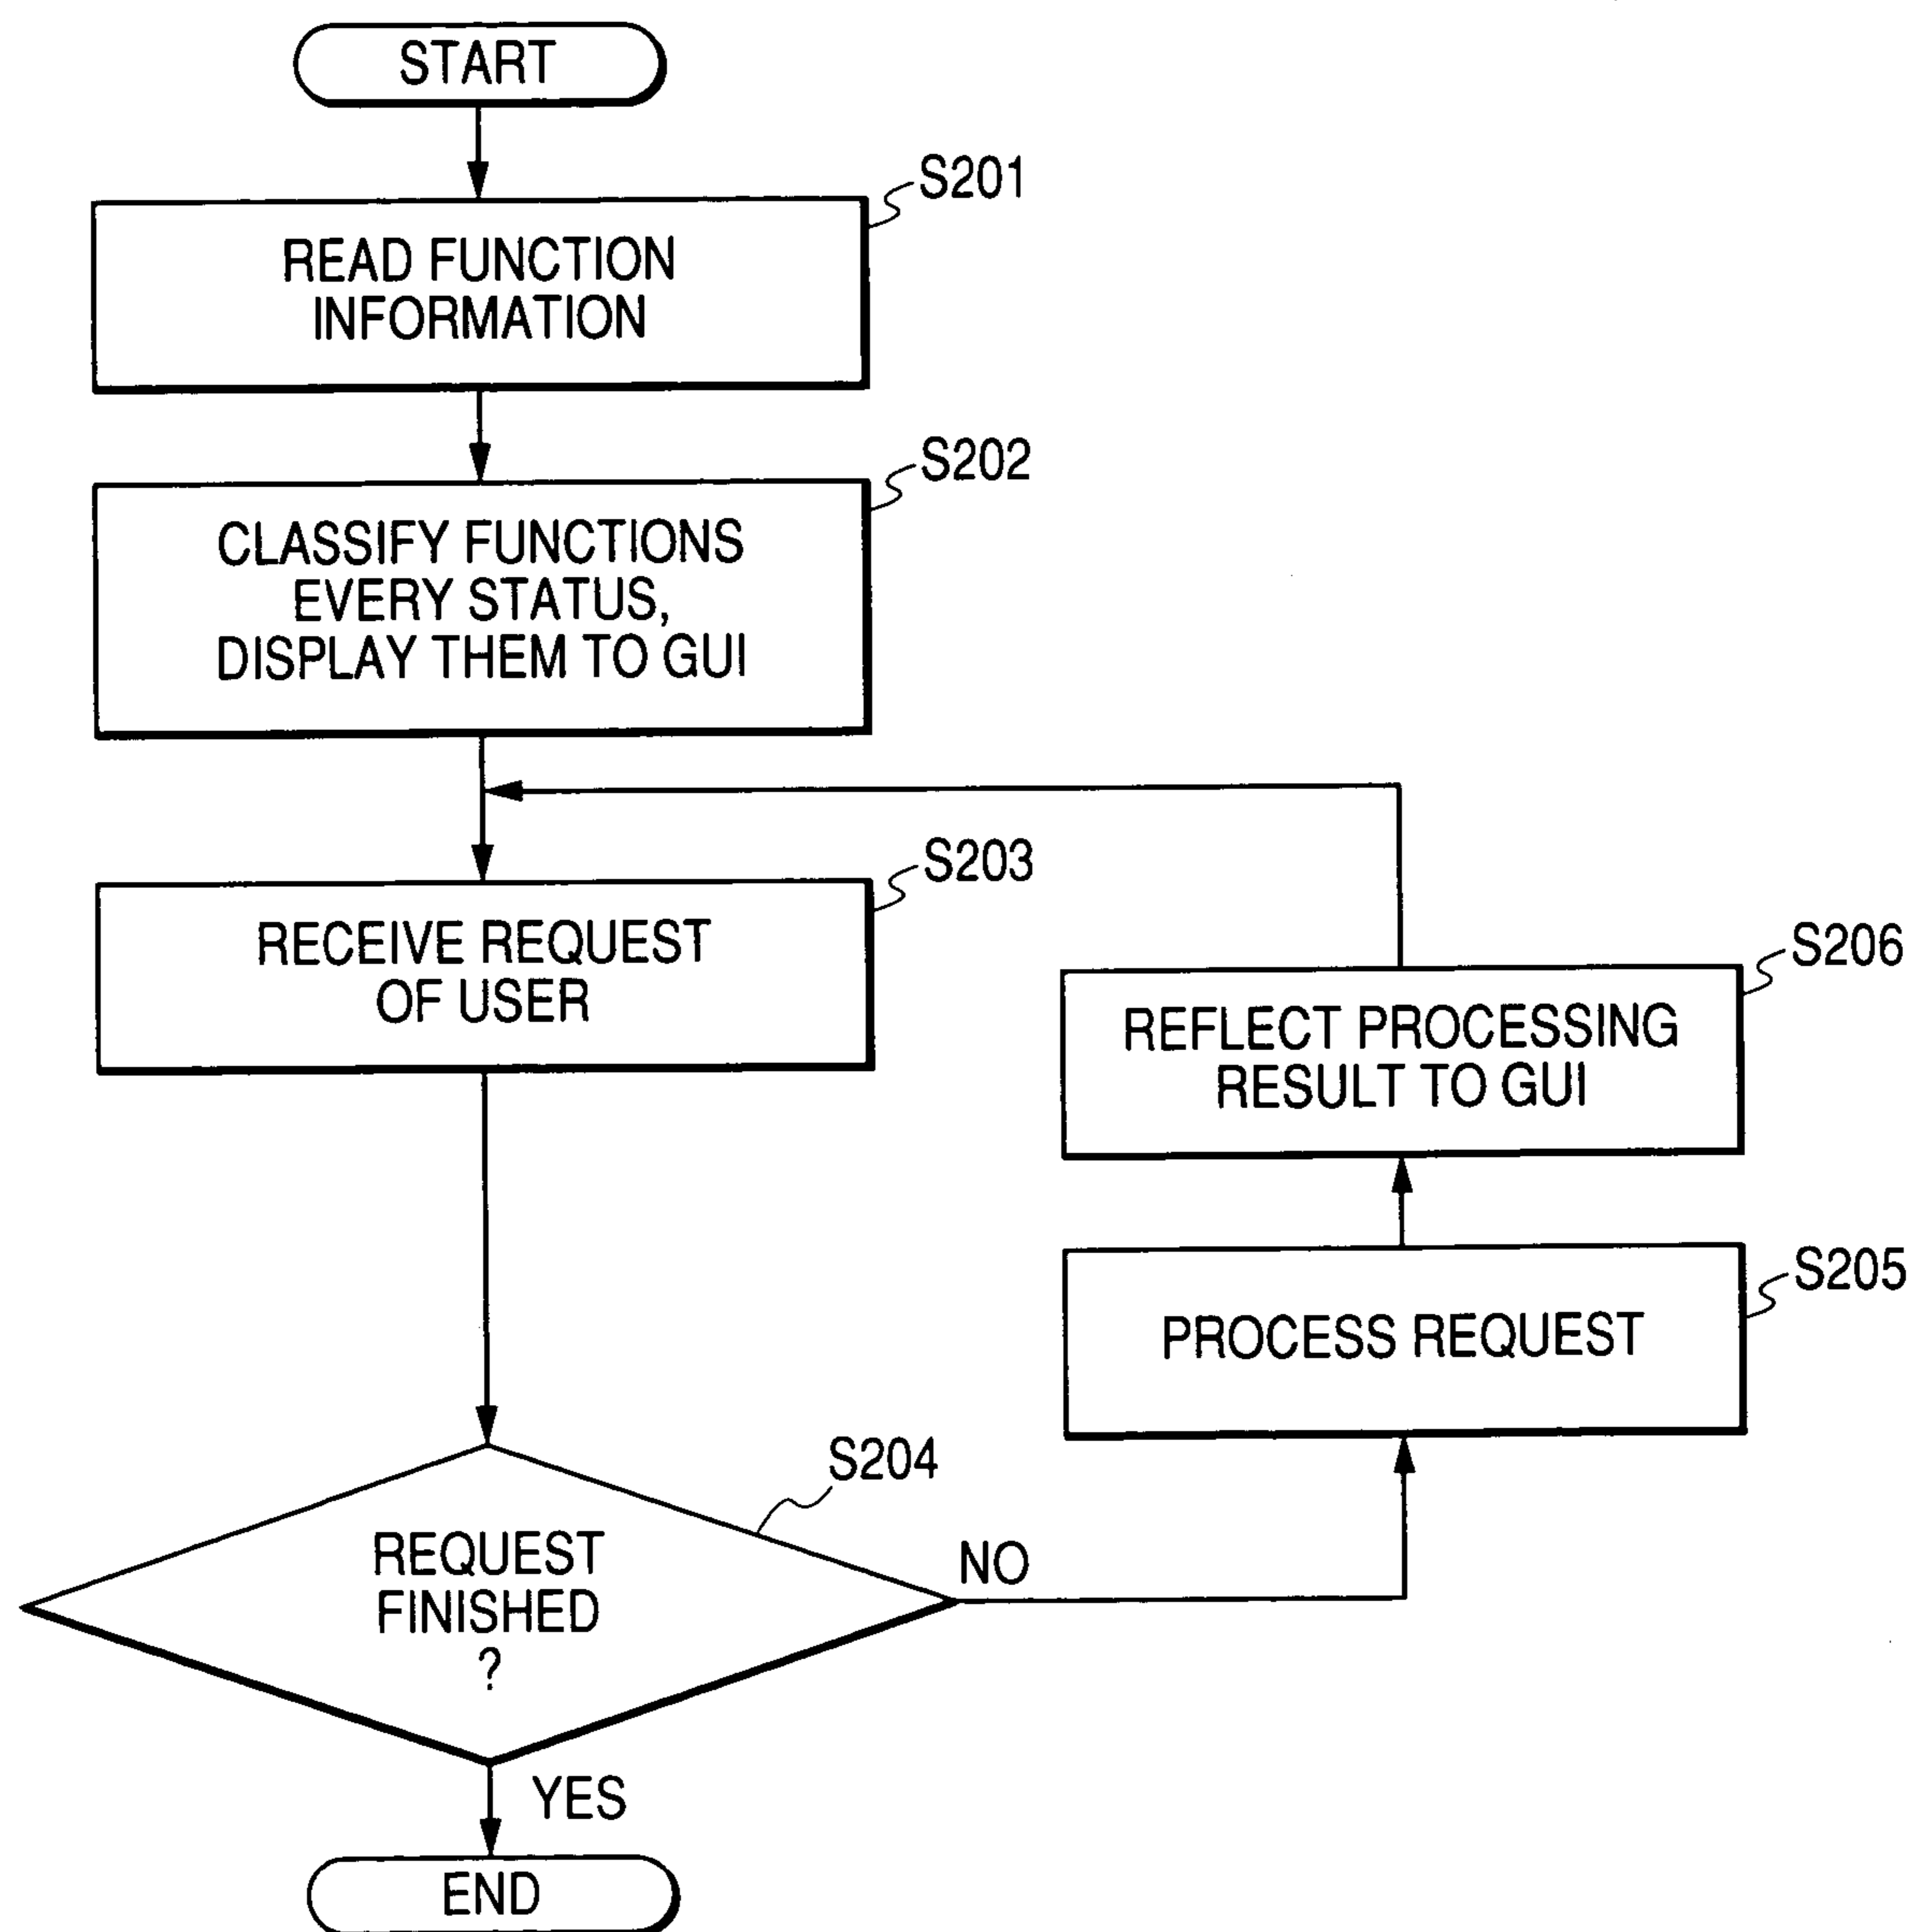 START
S201
READ FUNCTION
INFORMATION
S202
CLASSIFY FUNCTIONS
EVERY STATUS,
DISPLAY THEM TO GUI
S203
RECEIVE REQUEST
OF USER
S206
REFLECT PROCESSING
RESULT TO GUI
S205
PROCESS REQUEST
S204
REQUEST
FINISHED
?
NO
YES
END